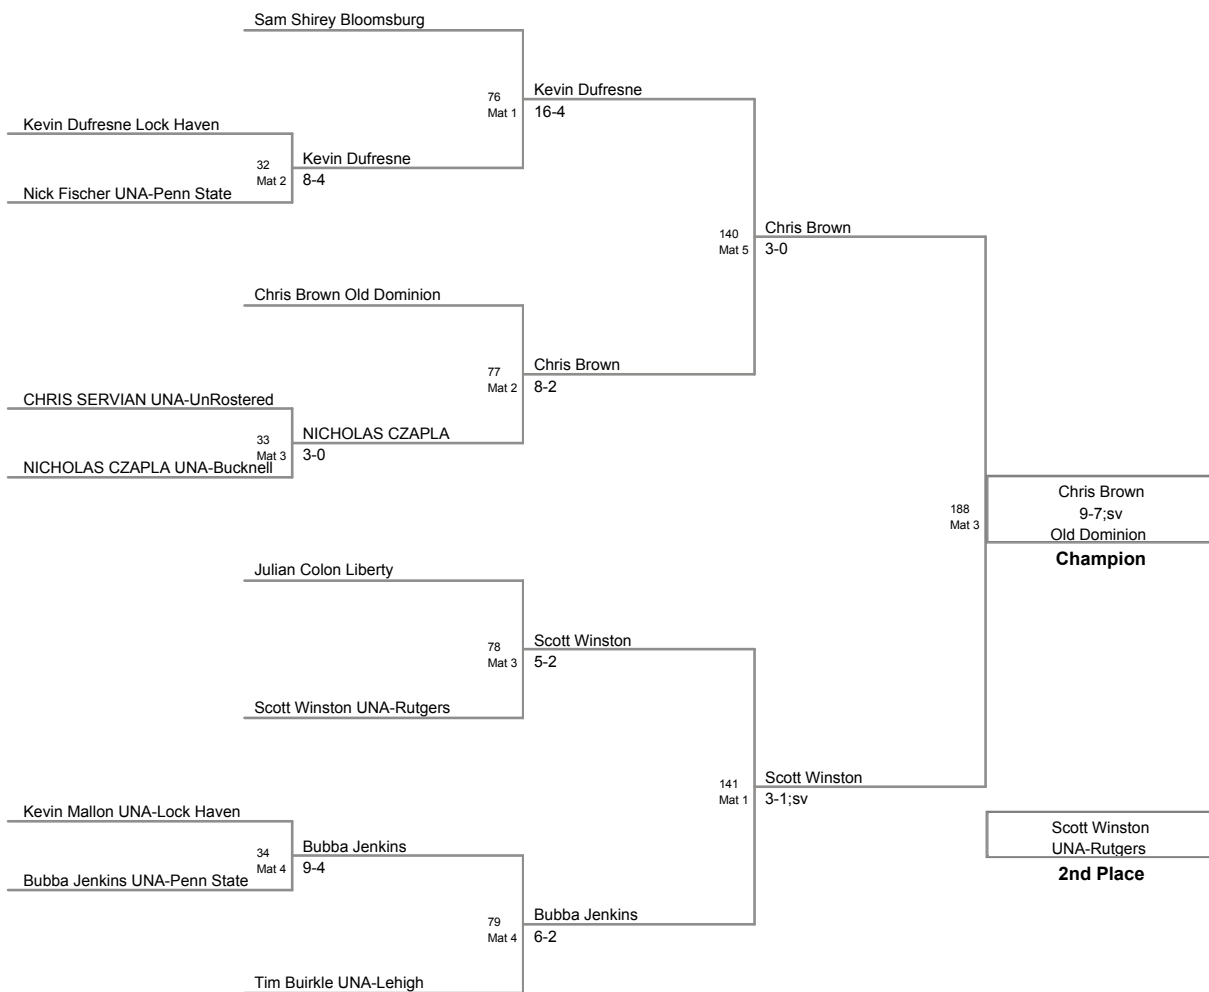 Sam Shirey Bloomsburg
76
Mat 1
Kevin Dufresne
16-4
Kevin Dufresne Lock Haven
32
Mat 2
Kevin Dufresne
8-4
Nick Fischer UNA-Penn State
140
Mat 5
Chris Brown
3-0
Chris Brown Old Dominion
77
Mat 2
Chris Brown
8-2
CHRIS SERVIAN UNA-UnRostered
33
Mat 3
NICHOLAS CZAPLA
3-0
NICHOLAS CZAPLA UNA-Bucknell
188
Mat 3
Chris Brown
9-7;sv
Old Dominion
Champion
Julian Colon Liberty
78
Mat 3
Scott Winston
5-2
Scott Winston UNA-Rutgers
141
Mat 1
Scott Winston
3-1;sv
Kevin Mallon UNA-Lock Haven
34
Mat 4
Bubba Jenkins
9-4
Bubba Jenkins UNA-Penn State
Scott Winston
UNA-Rutgers
2nd Place
79
Mat 4
Bubba Jenkins
6-2
Tim Buirkle UNA-Lehigh